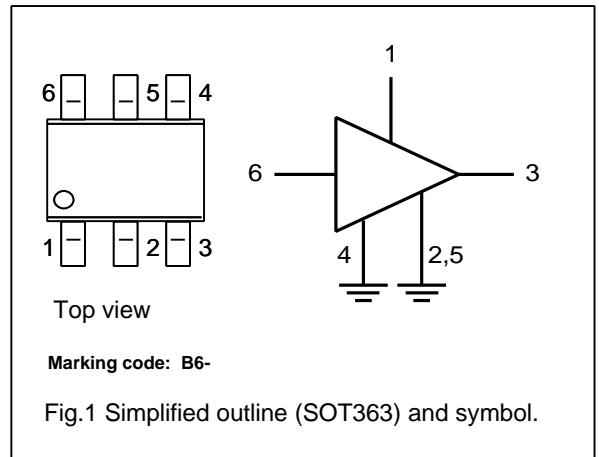 1
6 5 4
6 3
1 2 3
4 2,5
Top view
Marking code: B6-
Fig.1 Simplified outline (SOT363) and symbol.